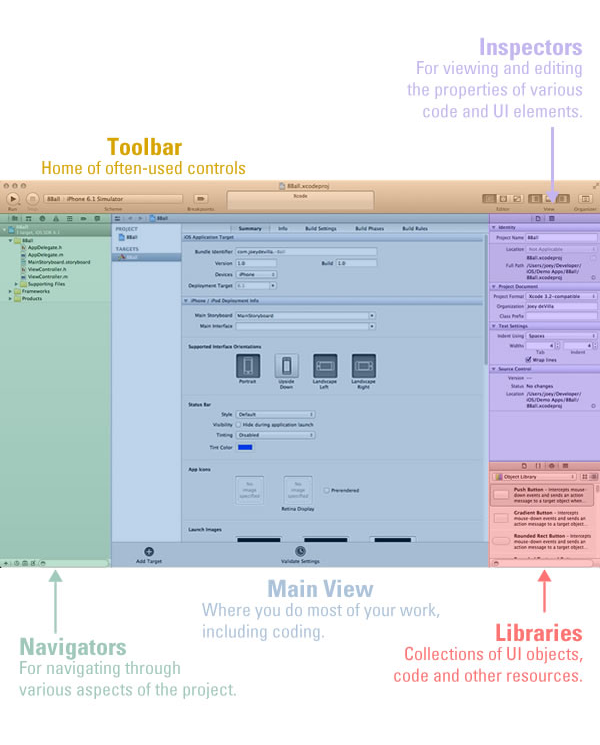 Inspectors
For viewing and editing
the properties of various
code and UI elements.
Toolbar
Home of often-used controls
8Ball.xcodeproj
8Ball iPhone 6.1 Simulator
Xcode
Run Stop Scheme Breakpoints Editor View Organizer
8Ball
8Ball
AppDelegate.h
AppDelegate.m
MainStoryboard.storyboard
ViewController.h
ViewController.m
Supporting Files
Frameworks
Products
8Ball
PROJECT
8Ball
TARGETS
8Ball
Summary Info Build Settings Build Phases Build Rules
iOS Application Target
Bundle Identifier com.joeydevilla.8Ball
Version 1.0 Build 1.0
Devices iPhone
Deployment Target 6.1
iPhone / iPod Deployment Info
Main Storyboard MainStoryboard
Main Interface
Supported Interface Orientations
Portrait
Upside
Down
Landscape
Left
Landscape
Right
Status Bar
Style Default
Visibility Hide during application launch
Tinting Disabled
Tint Color
App Icons
No
image
specified
No
image
specified
Prerendered
Retina Display
Launch Images
Add Target Validate Settings
Identity
Project Name 8Ball
Location Not Applicable
8Ball.xcodeproj
Full Path /Users/joey/Developer/
iOS/Demo Apps/8Ball/
8Ball.xcodeproj
Project Document
Project Format Xcode 3.2-compatible
Organization Joey deVilla
Class Prefix
Text Settings
Indent Using Spaces
Widths 4 4
Tab Indent
Wrap lines
Source Control
Version --
Status No changes
Location /Users/joey/Developer/
iOS/Demo Apps/8Ball/
8Ball.xcodeproj
Object Library
Push Button - Intercepts mouse-
down events and sends an action
message to a target object when...
Gradient Button - Intercepts
mouse-down events and sends an
action message to a target object...
Rounded Rect Button - Intercepts
mouse-down events and sends an
action message to a target object...
Main View
Where you do most of your work,
including coding.
Navigators
For navigating through
various aspects of the project.
Libraries
Collections of UI objects,
code and other resources.